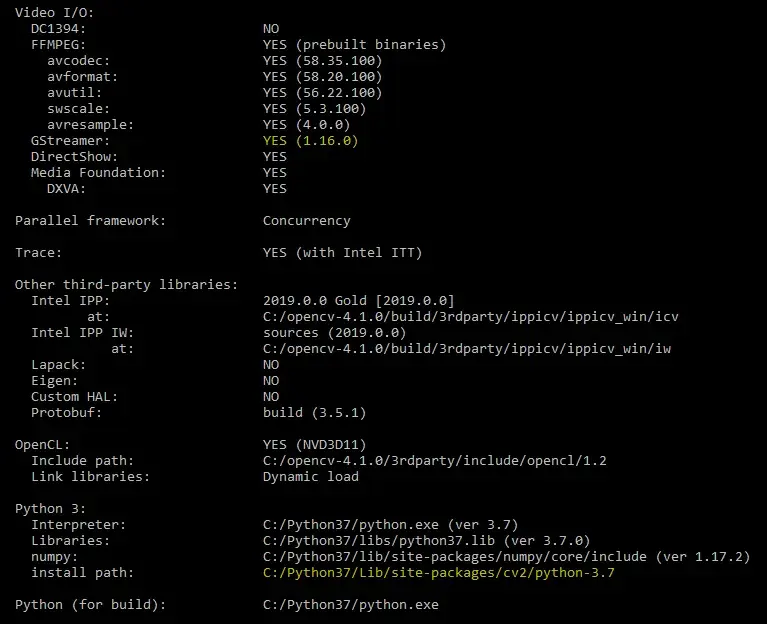 Video I/O:
DC1394: NO
FFMPEG: YES (prebuilt binaries)
avcodec: YES (58.35.100)
avformat: YES (58.20.100)
avutil: YES (56.22.100)
swscale: YES (5.3.100)
avresample: YES (4.0.0)
GStreamer: YES (1.16.0)
DirectShow: YES
Media Foundation: YES
DXVA: YES
Parallel framework: Concurrency
Trace: YES (with Intel ITT)
Other third-party libraries:
Intel IPP: 2019.0.0 Gold [2019.0.0]
at: C:/opencv-4.1.0/build/3rdparty/ippicv/ippicv_win/icv
Intel IPP IW: sources (2019.0.0)
at: C:/opencv-4.1.0/build/3rdparty/ippicv/ippicv_win/iw
Lapack: NO
Eigen: NO
Custom HAL: NO
Protobuf: build (3.5.1)
OpenCL: YES (NVD3D11)
Include path: C:/opencv-4.1.0/3rdparty/include/opencl/1.2
Link libraries: Dynamic load
Python 3:
Interpreter: C:/Python37/python.exe (ver 3.7)
Libraries: C:/Python37/libs/python37.lib (ver 3.7.0)
numpy: C:/Python37/lib/site-packages/numpy/core/include (ver 1.17.2)
install path: C:/Python37/Lib/site-packages/cv2/python-3.7
Python (for build): C:/Python37/python.exe